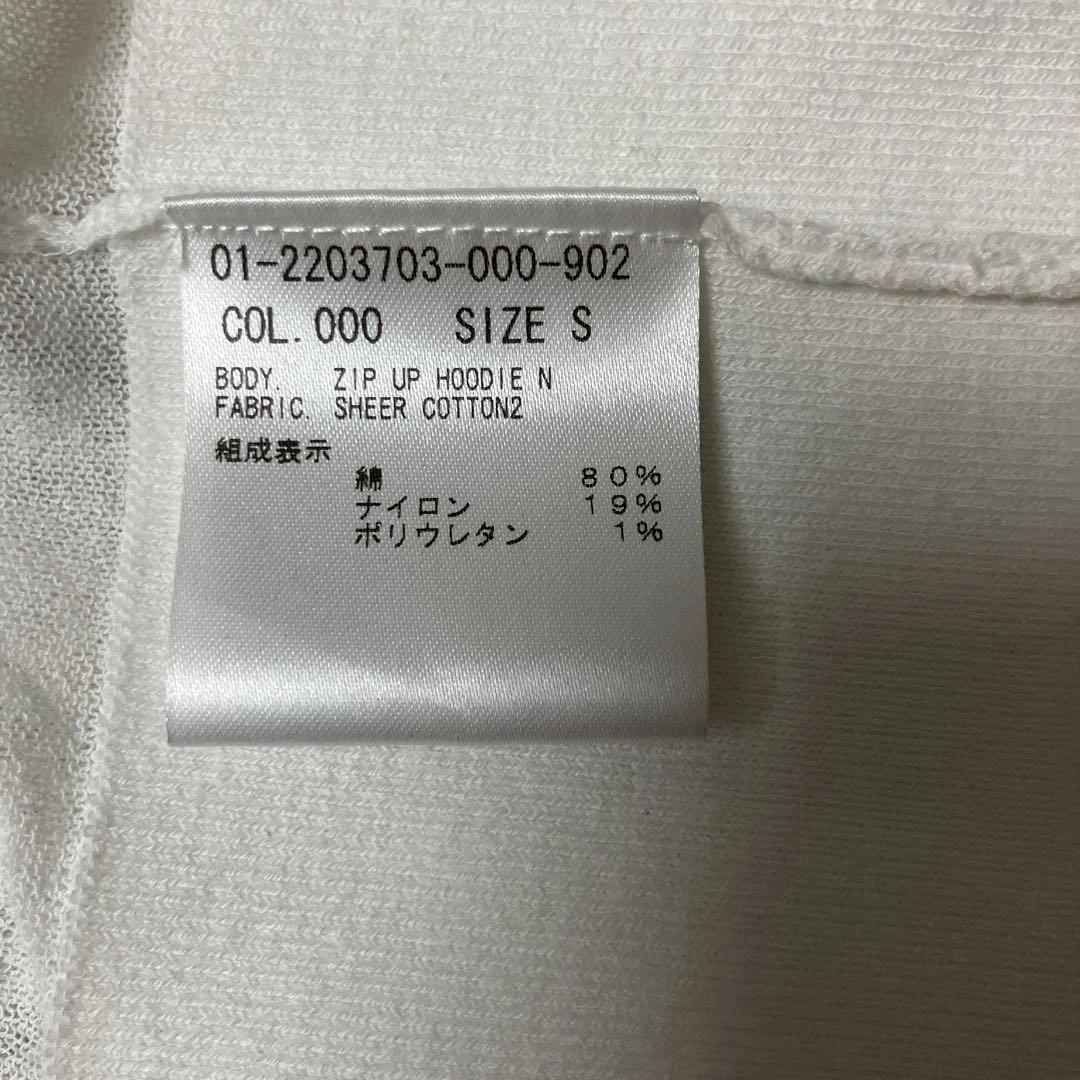 01-2203703-000-902
COL. 000 SIZE S
BODY. ZIP UP HOODIE N
FABRIC. SHEER COTTON2
組成表示
綿 80%
ナイロン 19%
ポリウレタン 1%